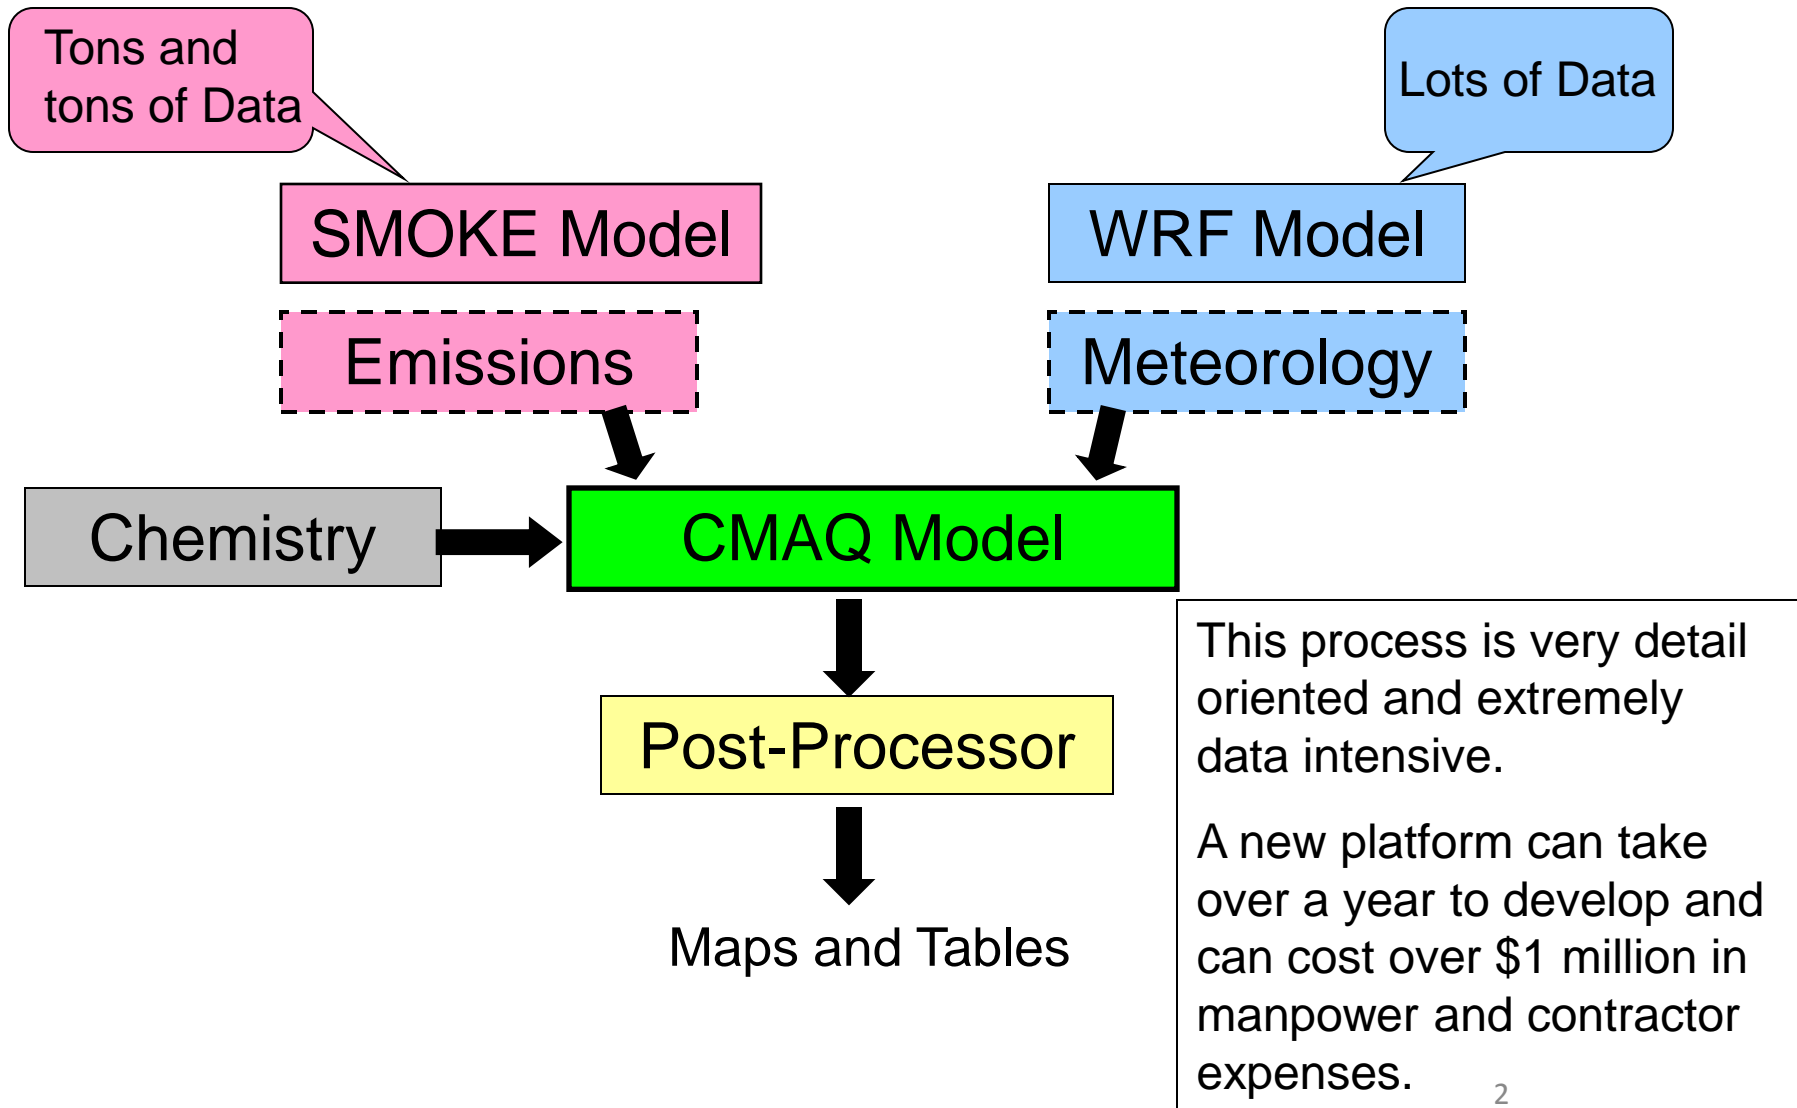 Tons and
tons of Data
Lots of Data
SMOKE Model
WRF Model
Emissions
Meteorology
Chemistry
CMAQ Model
Post-Processor
Maps and Tables
This process is very detail
oriented and extremely
data intensive.
A new platform can take
over a year to develop and
can cost over $1 million in
manpower and contractor
expenses.
2